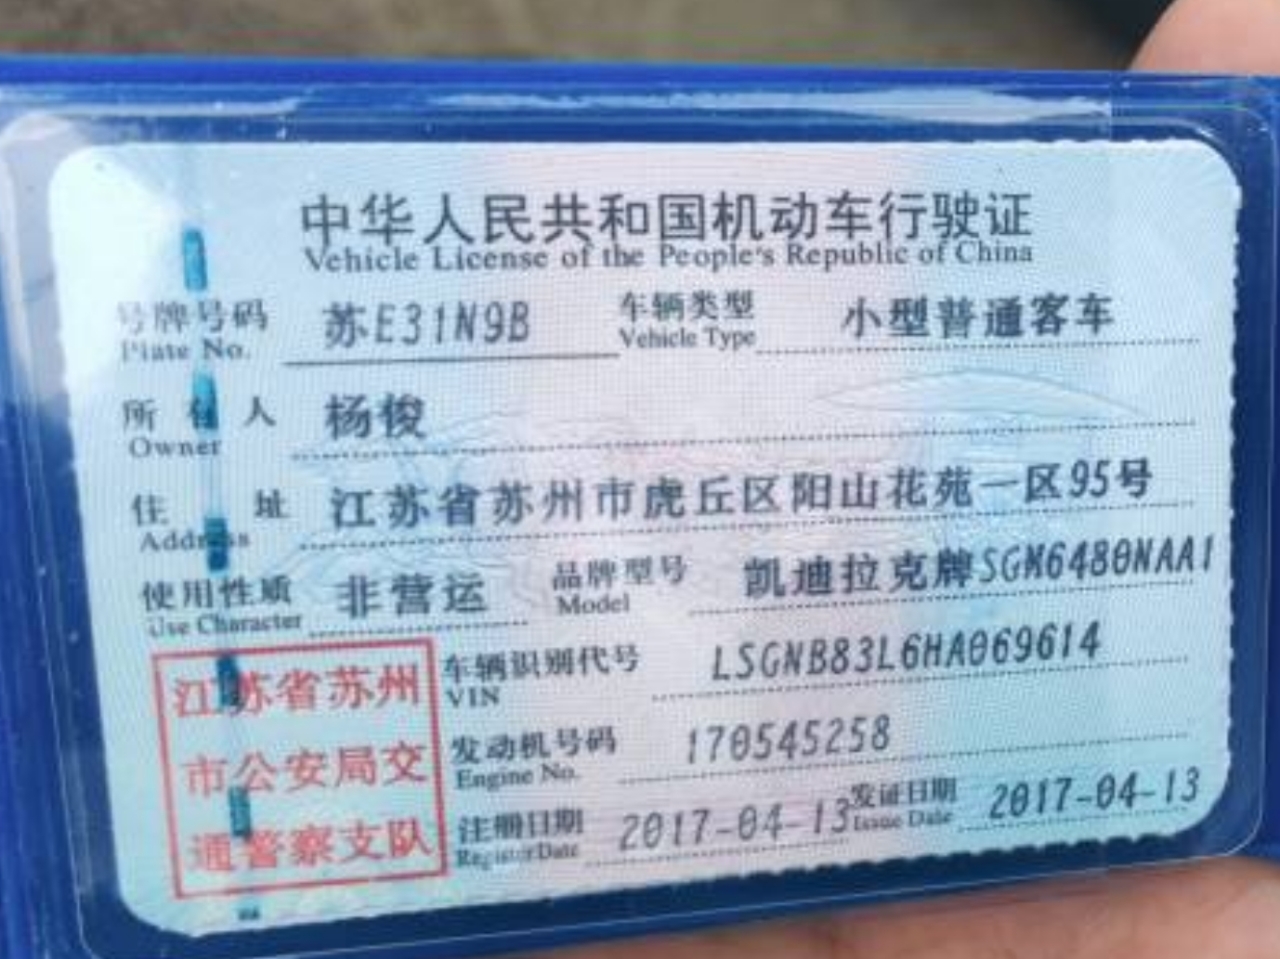 中华人民共和国机动车行驶证
Vehicle License of the People's Republic of China
号牌号码 苏E31N9B 车辆类型 小型普通客车
Plate No. Vehicle Type
所有人 杨俊
Owner
住址 江苏省苏州市虎丘区阳山花苑一区95号
Address
使用性质 非营运 品牌型号 凯迪拉克牌SGM6480NAA1
Use Character Model
车辆识别代号 LSGNB83L6HA069614
VIN
发动机号码 170545258
Engine No.
注册日期 2017-04-13 发证日期 2017-04-13
Register Date Issue Date
江苏省苏州
市公安局交
通警察支队